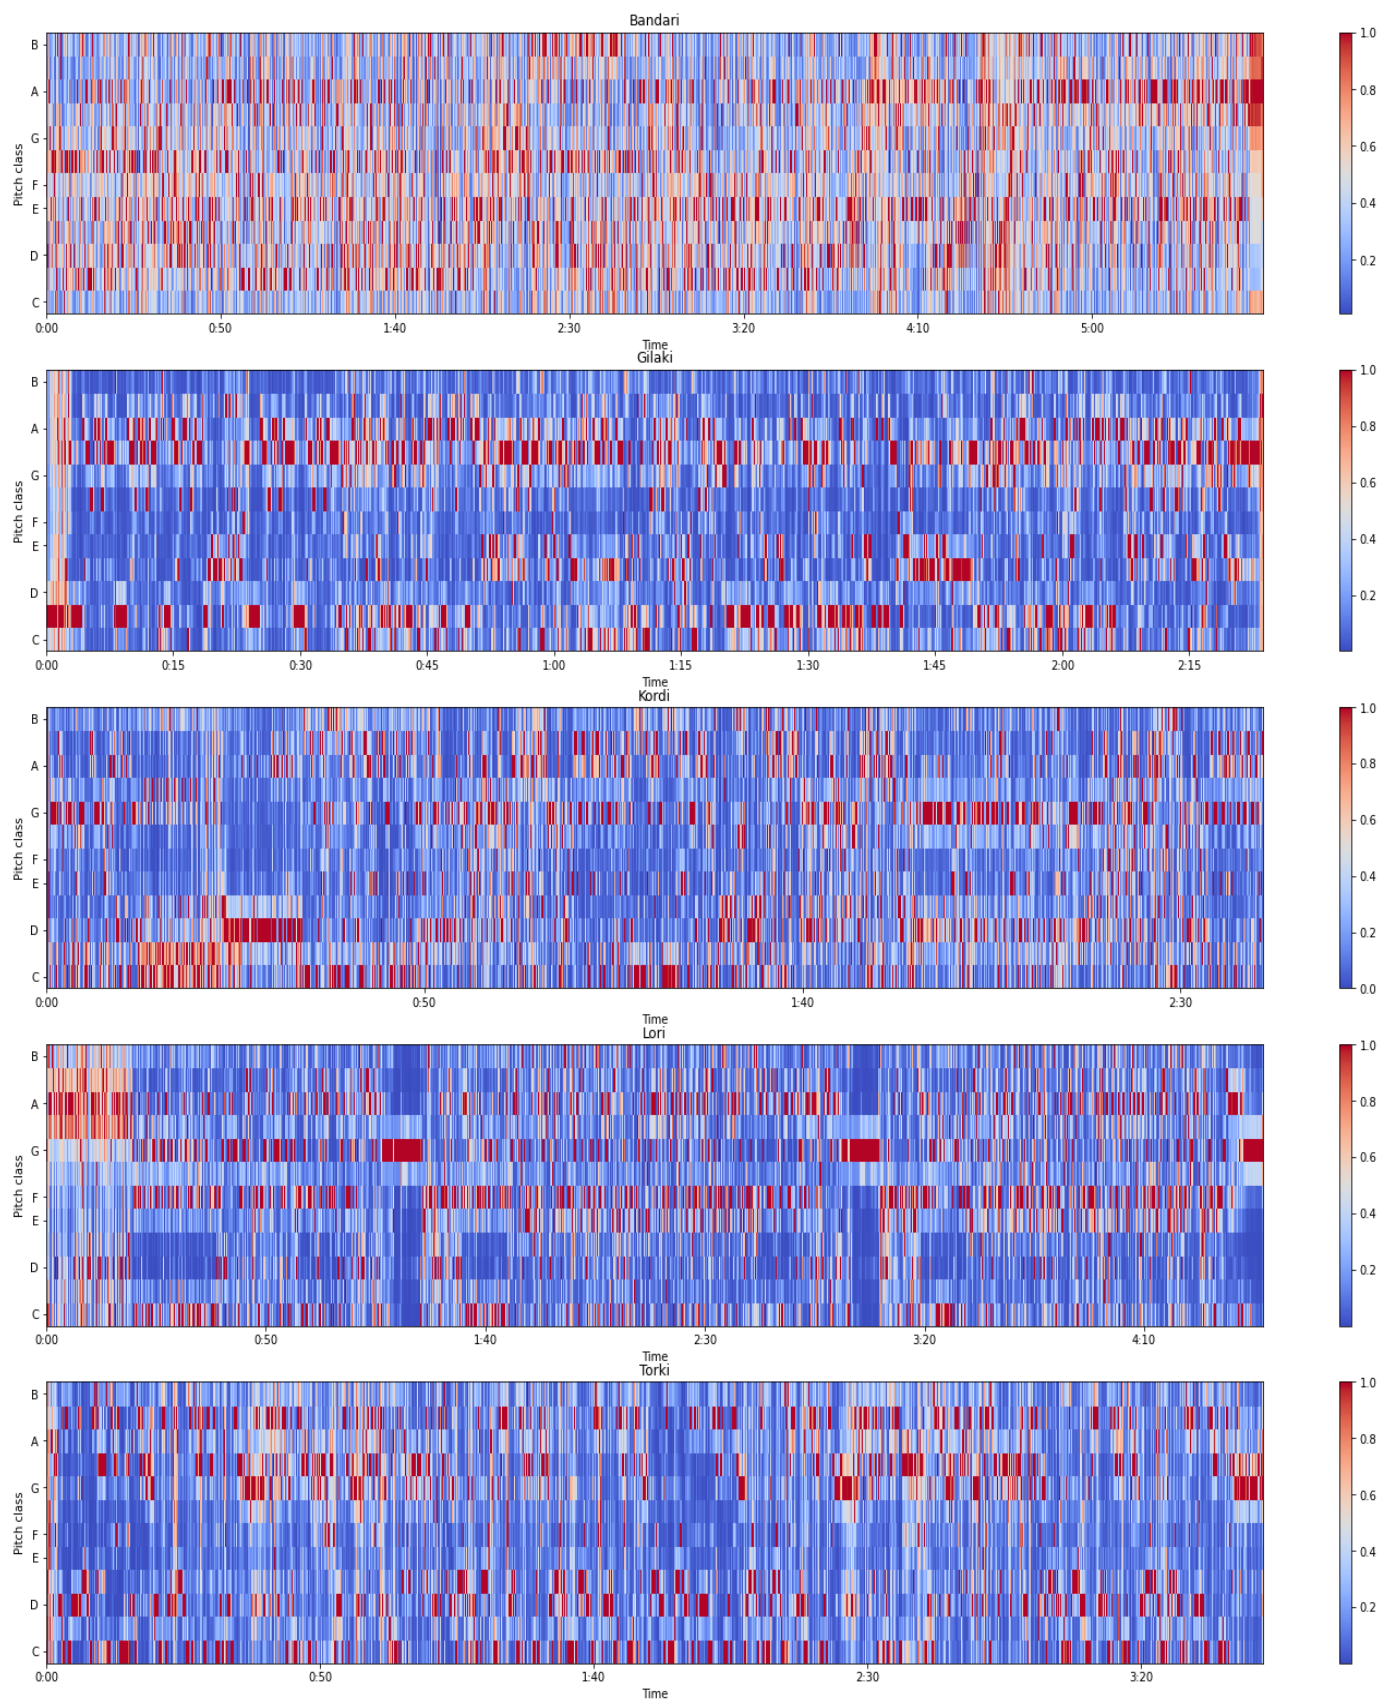 Bandari
B
A
G
F
E
D
C
Pitch class
0:00 0:50 1:40 2:30 3:20 4:10 5:00
Time
1.0
0.8
0.6
0.4
0.2
Gilaki
B
A
G
F
E
D
C
Pitch class
0:00 0:15 0:30 0:45 1:00 1:15 1:30 1:45 2:00 2:15
Time
1.0
0.8
0.6
0.4
0.2
Kordi
B
A
G
F
E
D
C
Pitch class
0:00 0:50 1:40 2:30
Time
1.0
0.8
0.6
0.4
0.2
0.0
Lori
B
A
G
F
E
D
C
Pitch class
0:00 0:50 1:40 2:30 3:20 4:10
Time
1.0
0.8
0.6
0.4
0.2
Torki
B
A
G
F
E
D
C
Pitch class
0:00 0:50 1:40 2:30 3:20
Time
1.0
0.8
0.6
0.4
0.2